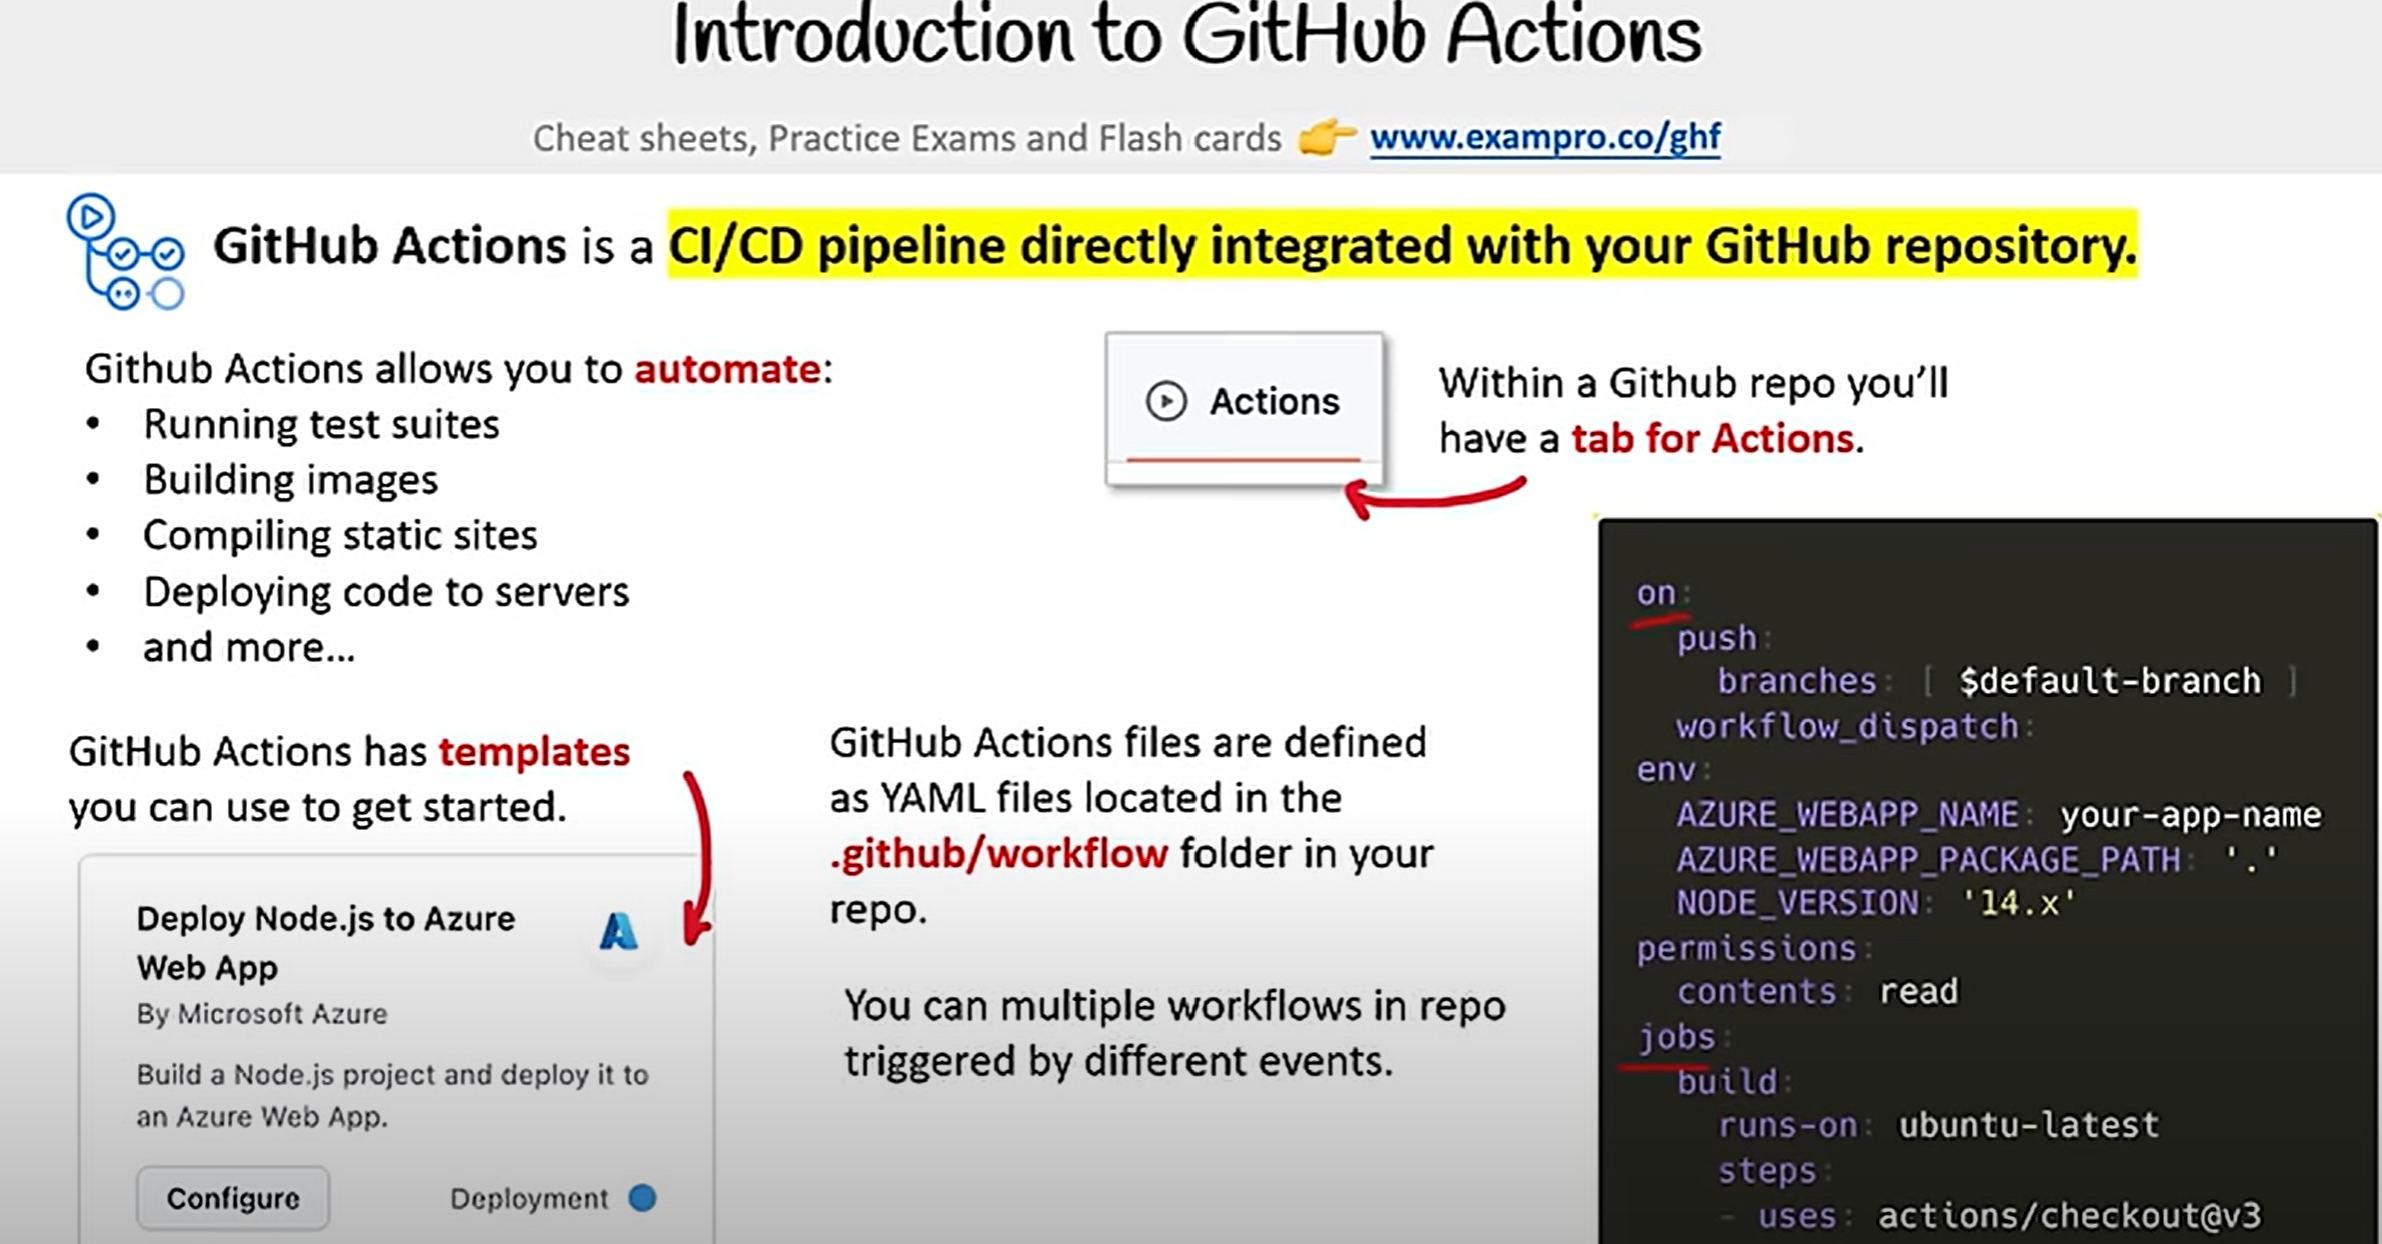 Introduction to GitHub Actions
Cheat sheets, Practice Exams and Flash cards 👉 www.exampro.co/ghf
GitHub Actions is a CI/CD pipeline directly integrated with your GitHub repository.
Github Actions allows you to automate:
• Running test suites
• Building images
• Compiling static sites
• Deploying code to servers
• and more...
Actions
Within a Github repo you'll
have a tab for Actions.
GitHub Actions has templates
you can use to get started.
Deploy Node.js to Azure
Web App
By Microsoft Azure
Build a Node.js project and deploy it to
an Azure Web App.
Configure
Deployment
GitHub Actions files are defined
as YAML files located in the
.github/workflow folder in your
repo.
You can multiple workflows in repo
triggered by different events.
on:
  push:
    branches: [ $default-branch ]
  workflow_dispatch:
env:
  AZURE_WEBAPP_NAME: your-app-name
  AZURE_WEBAPP_PACKAGE_PATH: '.'
  NODE_VERSION: '14.x'
permissions:
  contents: read
jobs:
  build:
    runs-on: ubuntu-latest
    steps:
    - uses: actions/checkout@v3